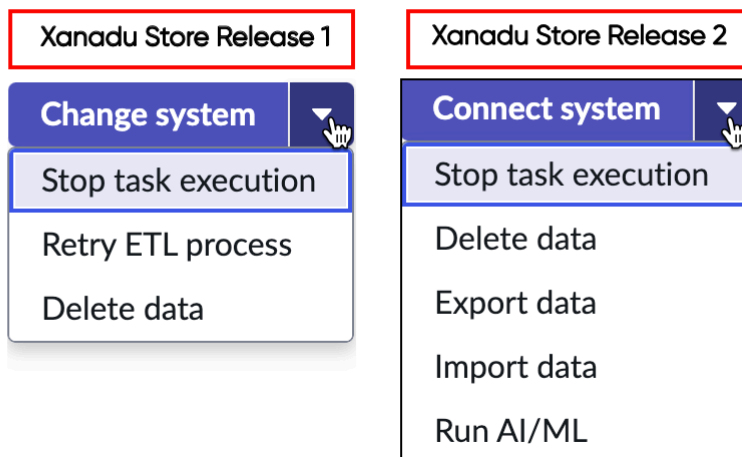 Xanadu Store Release 1
Change system
Stop task execution
Retry ETL process
Delete data
Xanadu Store Release 2
Connect system
Stop task execution
Delete data
Export data
Import data
Run AI/ML